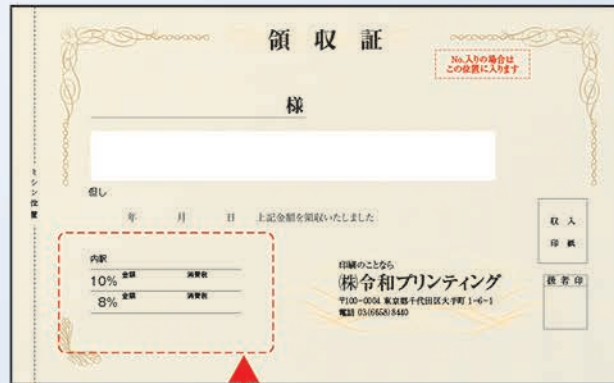 領収証
No.入りの場合は
この位置に入ります
様
ミシン位置
但し
年 月 日 上記金額を領収いたしました
内訳
10% 金額 消費税
8% 金額 消費税
印刷のことなら
㈱令和プリンティング
〒100-0004 東京都千代田区大手町1-6-1
電話 03(6658)8440
収入
印紙
扱者印